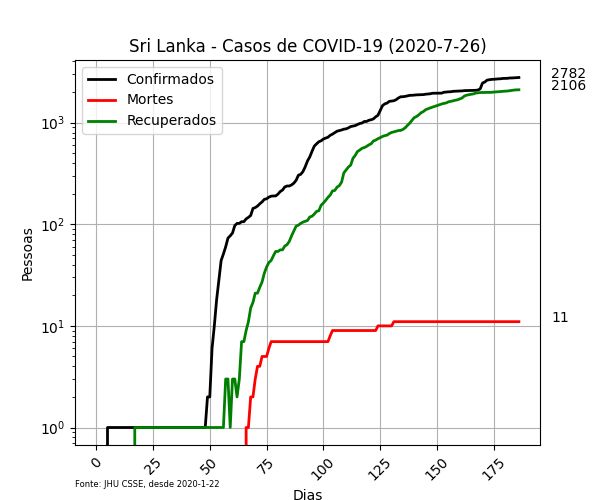 Sri Lanka - Casos de COVID-19 (2020-7-26)
Confirmados
Mortes
Recuperados
2782
2106
11
10³
10²
10¹
10⁰
Pessoas
0
25
50
75
100
125
150
175
Fonte: JHU CSSE, desde 2020-1-22
Dias